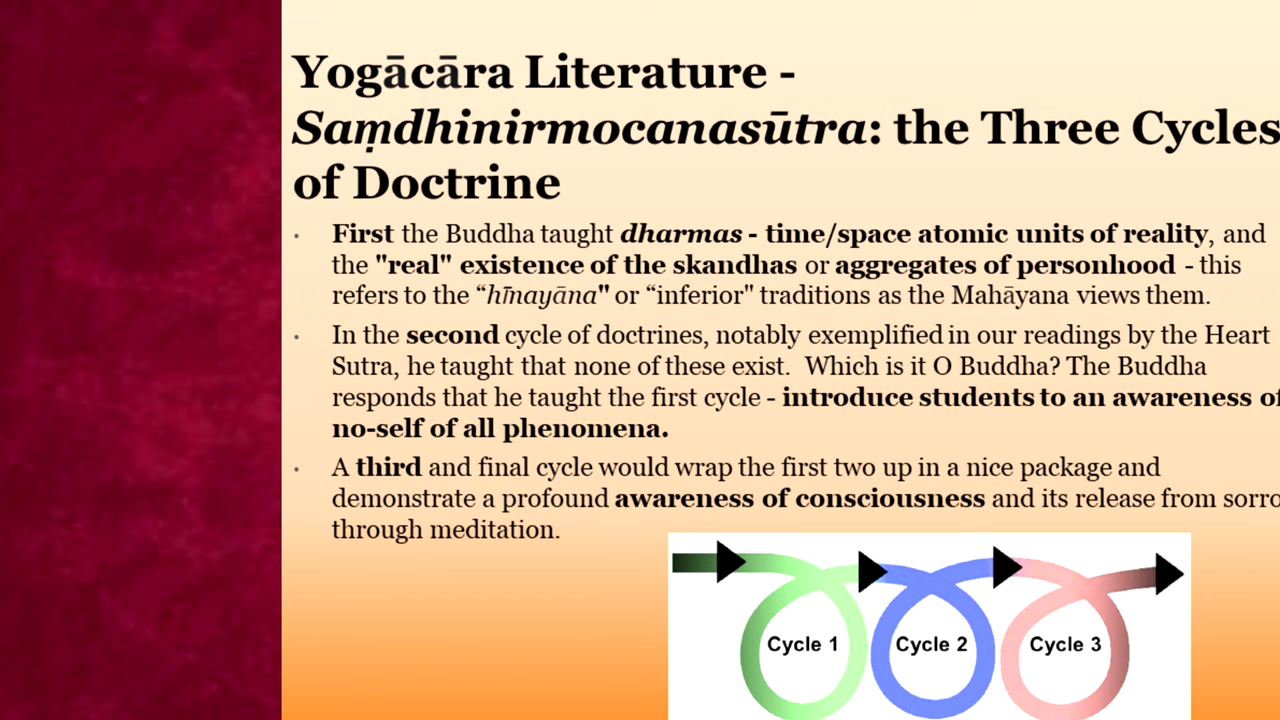 Yogācāra Literature -
Saṃdhinirmocanasūtra: the Three Cycles
of Doctrine
• First the Buddha taught dharmas - time/space atomic units of reality, and
the "real" existence of the skandhas or aggregates of personhood - this
refers to the “hīnayāna" or “inferior" traditions as the Mahāyana views them.
• In the second cycle of doctrines, notably exemplified in our readings by the Heart
Sutra, he taught that none of these exist.  Which is it O Buddha? The Buddha
responds that he taught the first cycle - introduce students to an awareness of
no-self of all phenomena.
• A third and final cycle would wrap the first two up in a nice package and
demonstrate a profound awareness of consciousness and its release from sorro
through meditation.
Cycle 1
Cycle 2
Cycle 3